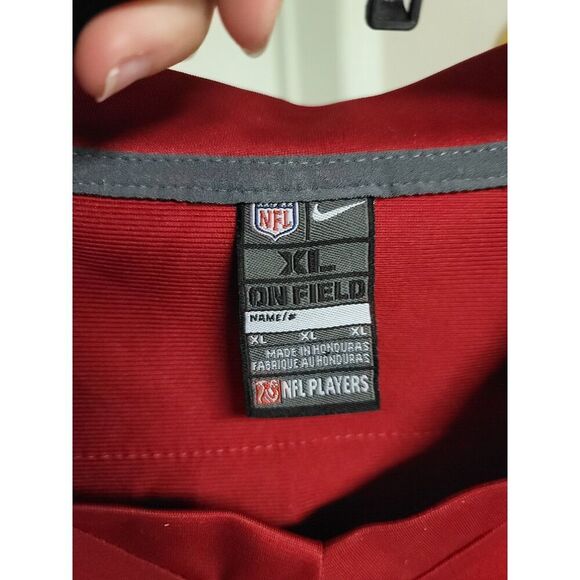 NFL
XL
ON FIELD
NAME/#
XL XL XL
MADE IN HONDURAS
FABRIQUE AU HONDURAS
NFL PLAYERS